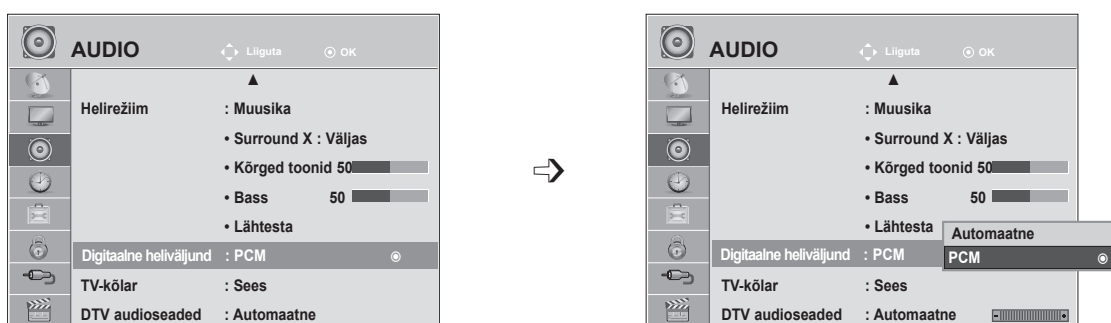 AUDIO Liiguta OK
Helirežiim : Muusika
• Surround X : Väljas
• Kõrged toonid 50
• Bass 50
• Lähtesta
Digitaalne heliväljund : PCM
TV-kõlar : Sees
DTV audioseaded : Automaatne
AUDIO Liiguta OK
Helirežiim : Muusika
• Surround X : Väljas
• Kõrged toonid 50
• Bass 50
• Lähtesta
Automaatne
Digitaalne heliväljund : PCM
PCM
TV-kõlar : Sees
DTV audioseaded : Automaatne